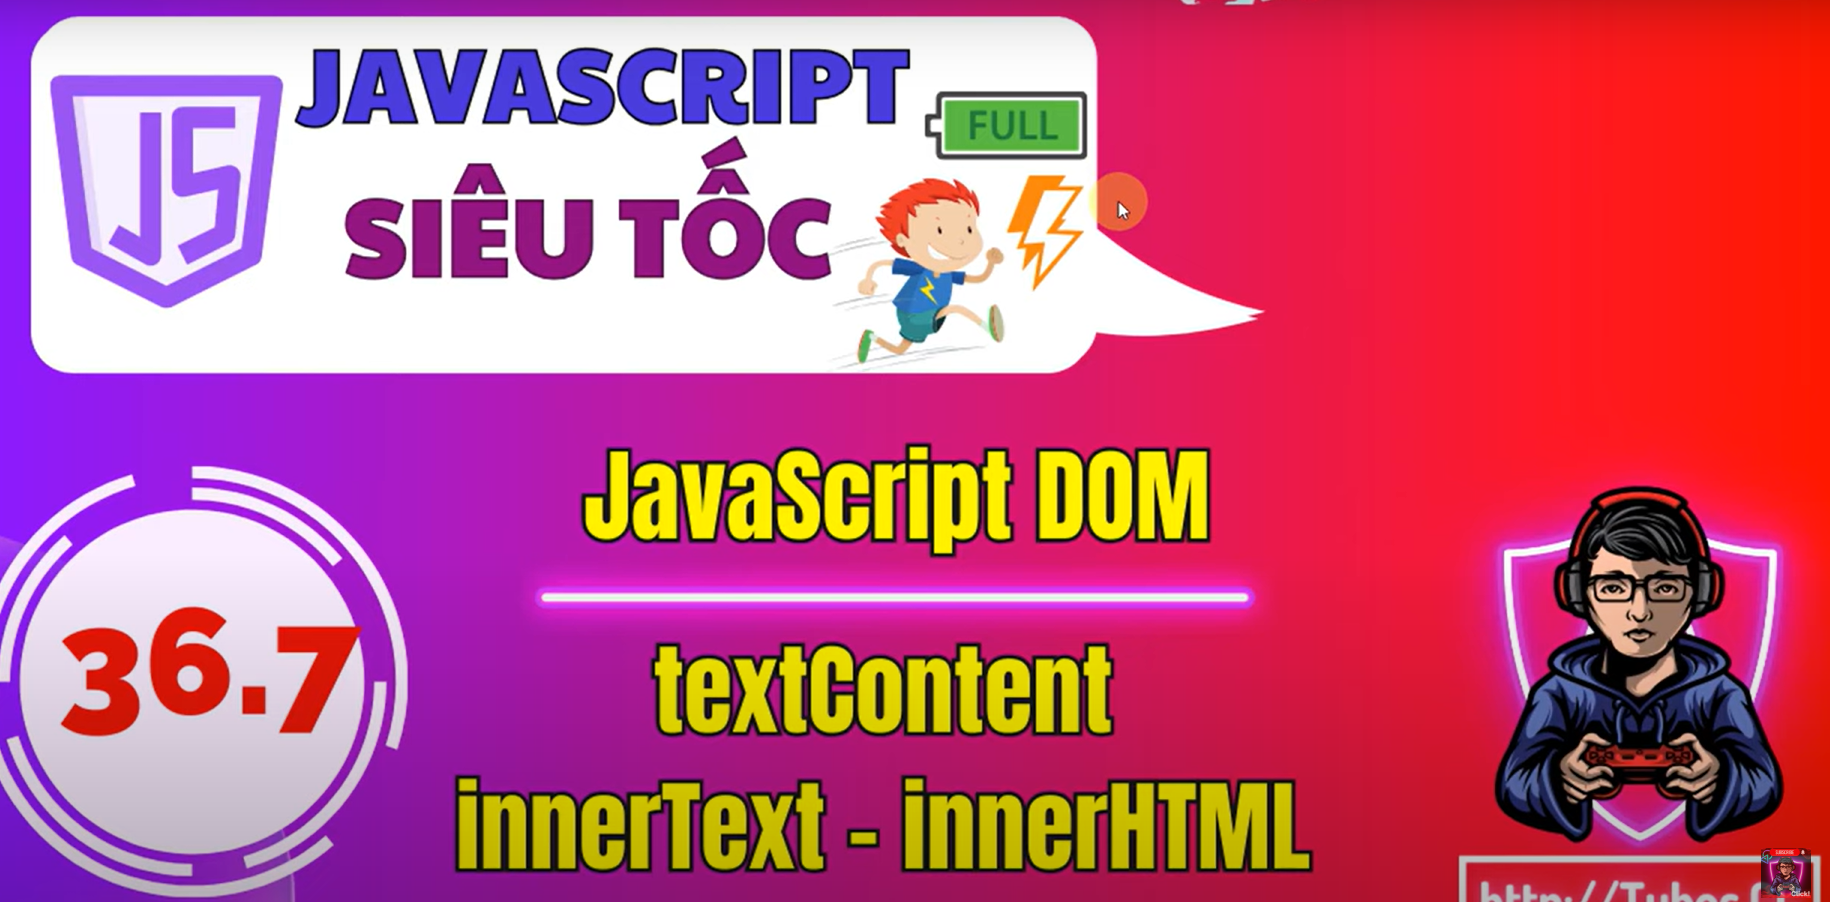 JS
JAVASCRIPT
FULL
SIÊU TỐC
JavaScript DOM
36.7
textContent
innerText - innerHTML